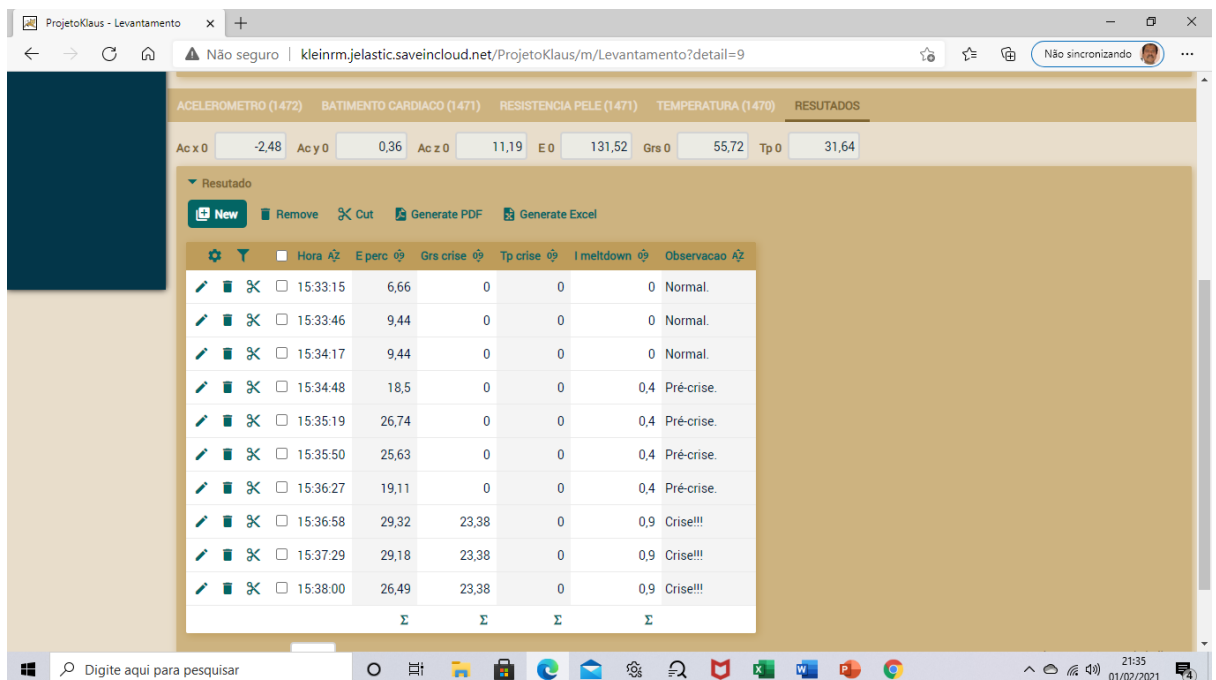 ProjetoKlaus - Levantamento
Não seguro | kleinrm.jelastic.saveincloud.net/ProjetoKlaus/m/Levantamento?detail=9 Não sincronizando
ACELEROMETRO (1472) BATIMENTO CARDIACO (1471) RESISTENCIA PELE (1471) TEMPERATURA (1470) RESUTADOS
Ac x 0 -2,48 Ac y 0 0,36 Ac z 0 11,19 E 0 131,52 Grs 0 55,72 Tp 0 31,64
Resutado
New Remove Cut Generate PDF Generate Excel
Hora AZ E perc 09 Grs crise 09 Tp crise 09 I meltdown 09 Observacao AZ
15:33:15 6,66 0 0 0 Normal.
15:33:46 9,44 0 0 0 Normal.
15:34:17 9,44 0 0 0 Normal.
15:34:48 18,5 0 0 0,4 Pré-crise.
15:35:19 26,74 0 0 0,4 Pré-crise.
15:35:50 25,63 0 0 0,4 Pré-crise.
15:36:27 19,11 0 0 0,4 Pré-crise.
15:36:58 29,32 23,38 0 0,9 Crise!!!
15:37:29 29,18 23,38 0 0,9 Crise!!!
15:38:00 26,49 23,38 0 0,9 Crise!!!
Σ Σ Σ Σ
Digite aqui para pesquisar 21:35
01/02/2021 4